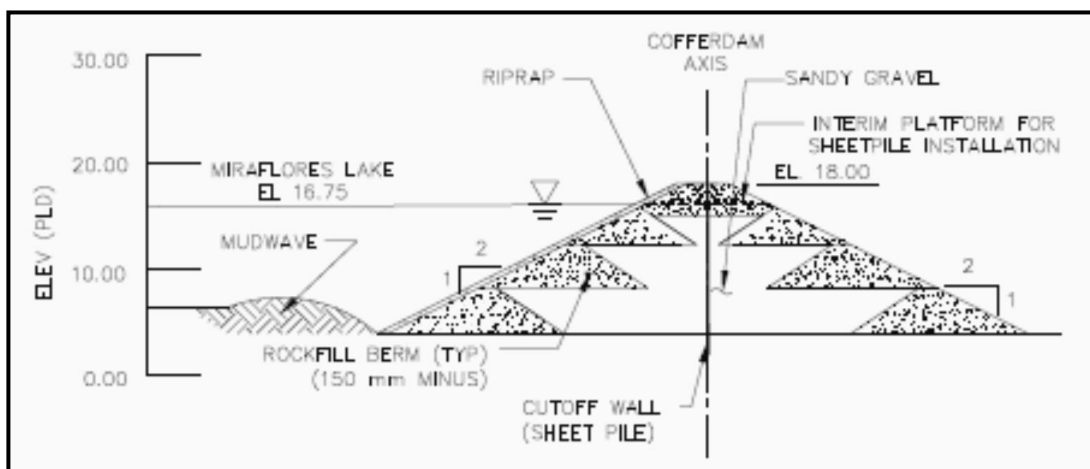 COFFERDAM
AXIS
30.00
RIPRAP
SANDY GRAVEL
INTERIM PLATFORM FOR
SHEETPILE INSTALLATION
20.00
MIRAFLORES LAKE
EL 16.75
EL. 18.00
ELEV (PLD)
MUDWAVE
2
1
10.00
2
1
ROCKFILL BERM (TYP)
(150 mm MINUS)
0.00
CUTOFF WALL
(SHEET PILE)